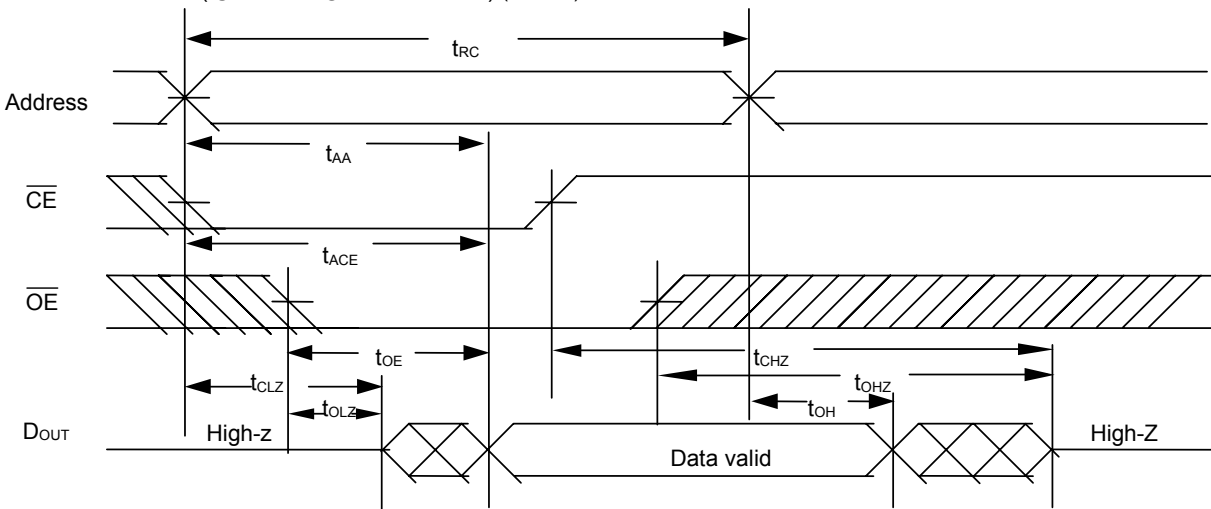 tRC
Address
tAA
CE
tACE
OE
tOE
tCHZ
tCLZ
tOHZ
tOLZ
tOH
DOUT
High-z
Data valid
High-Z